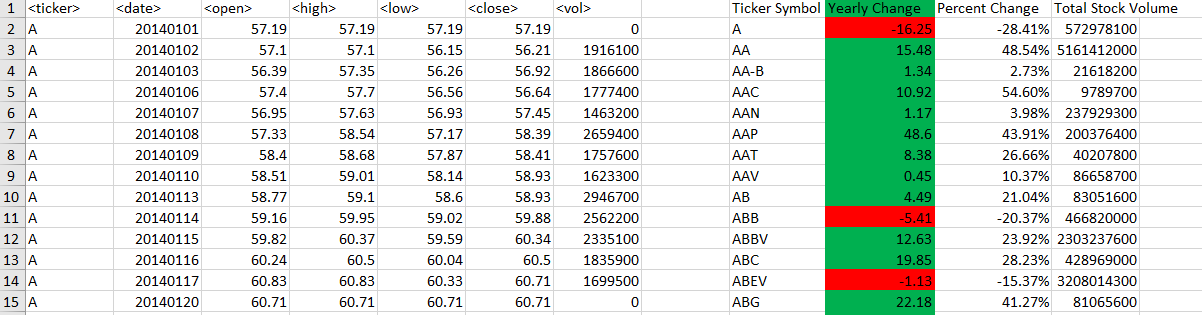 1 <ticker> <date> <open> <high> <low> <close> <vol> Ticker Symbol Yearly Change Percent Change Total Stock Volume
2 A 20140101 57.19 57.19 57.19 57.19 0 A -16.25 -28.41% 572978100
3 A 20140102 57.1 57.1 56.15 56.21 1916100 AA 15.48 48.54% 5161412000
4 A 20140103 56.39 57.35 56.26 56.92 1866600 AA-B 1.34 2.73% 21618200
5 A 20140106 57.4 57.7 56.56 56.64 1777400 AAC 10.92 54.60% 9789700
6 A 20140107 56.95 57.63 56.93 57.45 1463200 AAN 1.17 3.98% 237929300
7 A 20140108 57.33 58.54 57.17 58.39 2659400 AAP 48.6 43.91% 200376400
8 A 20140109 58.4 58.68 57.87 58.41 1757600 AAT 8.38 26.66% 40207800
9 A 20140110 58.51 59.01 58.14 58.93 1623300 AAV 0.45 10.37% 86658700
10 A 20140113 58.77 59.1 58.6 58.93 2946700 AB 4.49 21.04% 83051600
11 A 20140114 59.16 59.95 59.02 59.88 2562200 ABB -5.41 -20.37% 466820000
12 A 20140115 59.82 60.37 59.59 60.34 2335100 ABBV 12.63 23.92% 2303237600
13 A 20140116 60.24 60.5 60.04 60.5 1835900 ABC 19.85 28.23% 428969000
14 A 20140117 60.83 60.83 60.33 60.71 1699500 ABEV -1.13 -15.37% 3208014300
15 A 20140120 60.71 60.71 60.71 60.71 0 ABG 22.18 41.27% 81065600